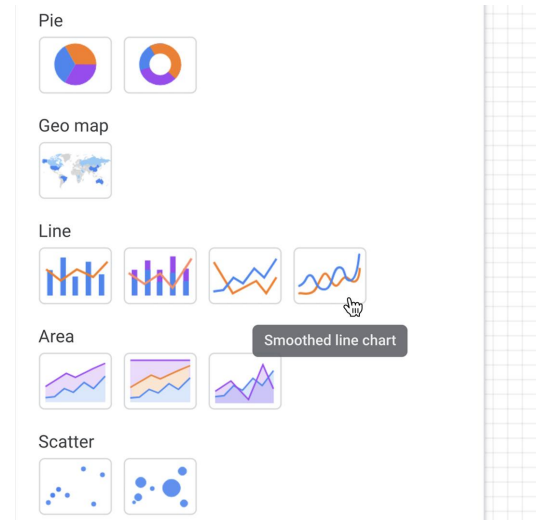 Pie
Geo map
Line
Smoothed line chart
Area
Scatter